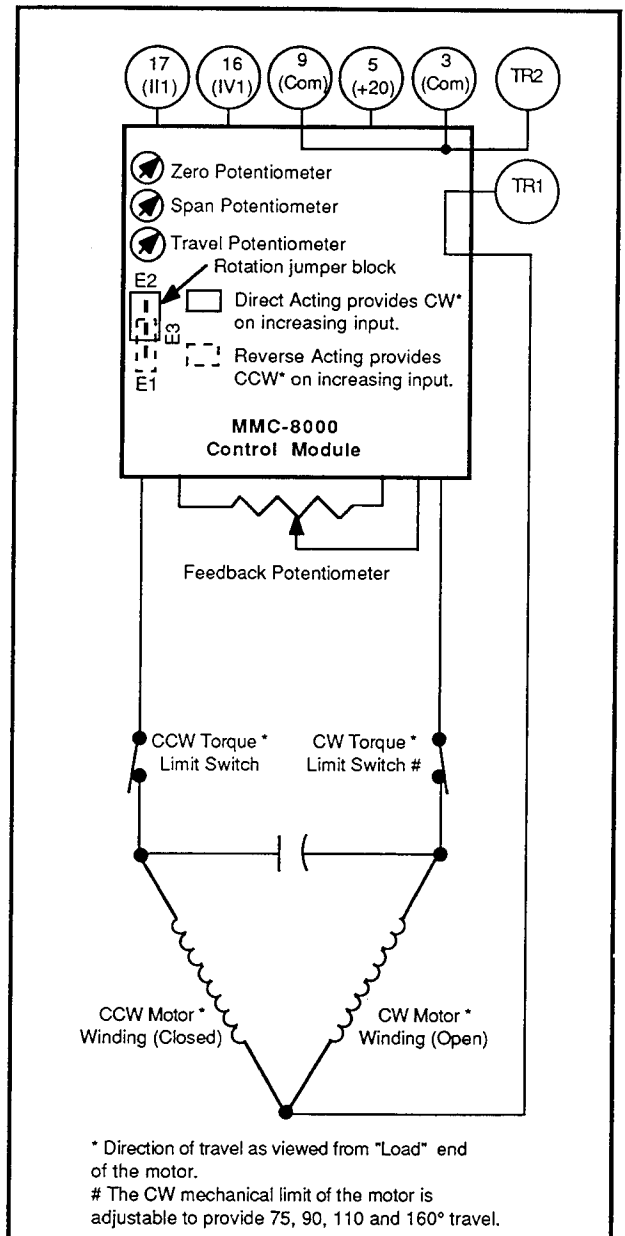 17 (II1)
16 (IV1)
9 (Com)
5 (+20)
3 (Com)
TR2
TR1
Zero Potentiometer
Span Potentiometer
Travel Potentiometer
Rotation jumper block
E2
E3
E1
Direct Acting provides CW*
on increasing input.
Reverse Acting provides
CCW* on increasing input.
MMC-8000
Control Module
Feedback Potentiometer
CCW Torque *
Limit Switch
CW Torque *
Limit Switch #
CCW Motor *
Winding (Closed)
CW Motor *
Winding (Open)
* Direction of travel as viewed from "Load" end
of the motor.
# The CW mechanical limit of the motor is
adjustable to provide 75, 90, 110 and 160° travel.